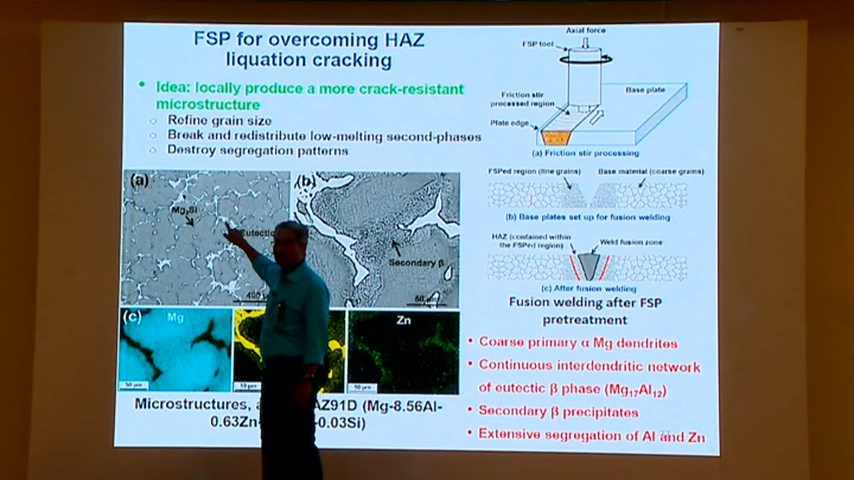 FSP for overcoming HAZ
liquation cracking
• Idea: locally produce a more crack-resistant
microstructure
○ Refine grain size
○ Break and redistribute low-melting second-phases
○ Destroy segregation patterns
Axial force
FSP tool
Friction stir
processed region
Base plate
Plate edge
(a) Friction stir processing
FSPed region (fine grains)
Base material (coarse grains)
(b) Base plates set up for fusion welding
HAZ (contained within
the FSPed region)
Weld fusion zone
(c) After fusion welding
Fusion welding after FSP
pretreatment
(a)
Mg₂Si
Eutectic
(b)
Secondary β
(c)
Mg
Zn
Microstructures, AZ91D (Mg-8.56Al-
0.63Zn -0.03Si)
• Coarse primary α Mg dendrites
• Continuous interdendritic network
of eutectic β phase (Mg₁₇Al₁₂)
• Secondary β precipitates
• Extensive segregation of Al and Zn